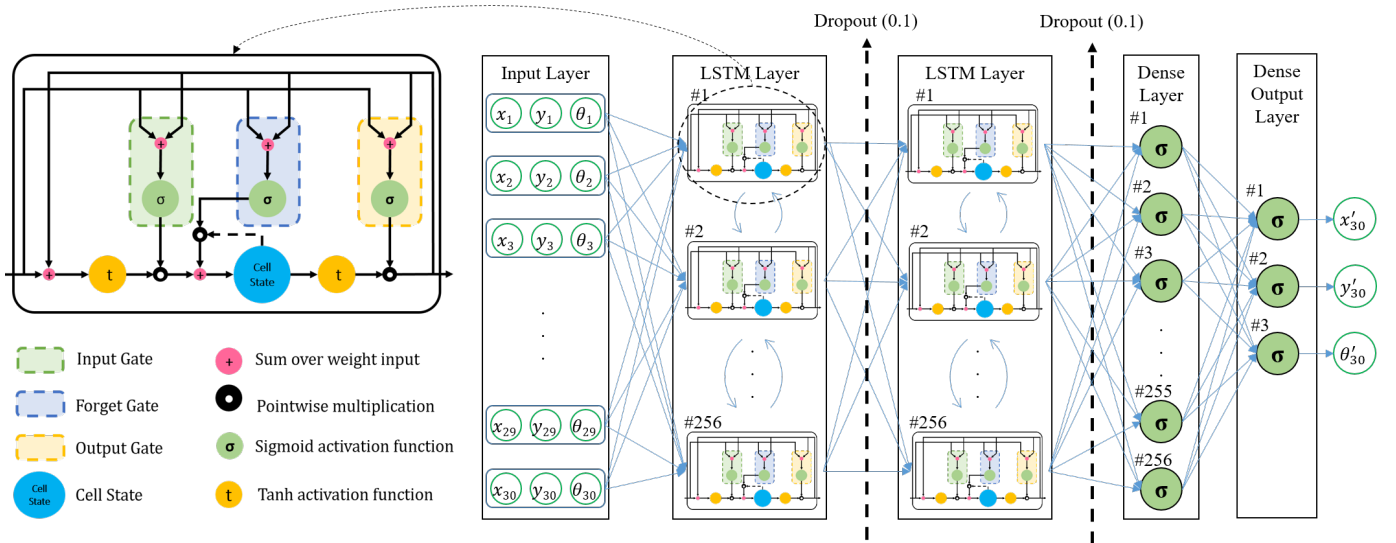 Dropout (0.1)
Dropout (0.1)
Input Layer
LSTM Layer
LSTM Layer
Dense
Layer
Dense
Output
Layer
x₁ y₁ θ₁
x₂ y₂ θ₂
x₃ y₃ θ₃
.
.
.
x₂₉ y₂₉ θ₂₉
x₃₀ y₃₀ θ₃₀
#1
#2
.
.
.
#256
#1
#2
.
.
.
#256
#1
σ
#2
σ
#3
σ
.
.
.
#255
σ
#256
σ
#1
σ
#2
σ
#3
σ
x′₃₀
y′₃₀
θ′₃₀
+ + +
σ σ σ
+ t + Cell State t
Input Gate
Forget Gate
Output Gate
Cell State Cell State
+ Sum over weight input
Pointwise multiplication
σ Sigmoid activation function
t Tanh activation function